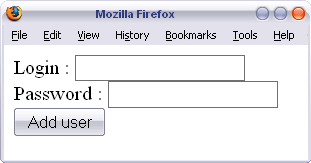 Mozilla Firefox
File Edit View History Bookmarks Tools Help
Login :
Password :
Add user